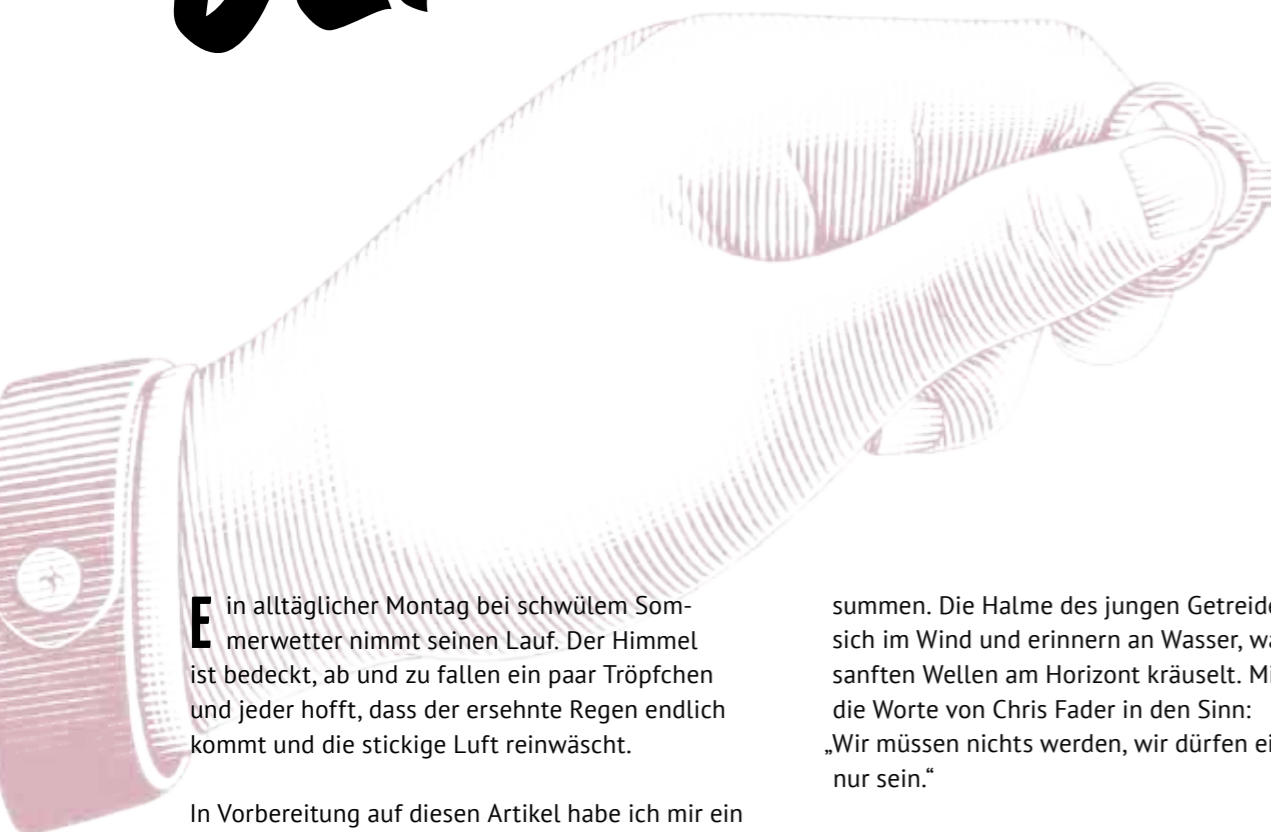 Ein alltäglicher Montag bei schwülem Som-
merwetter nimmt seinen Lauf. Der Himmel
ist bedeckt, ab und zu fallen ein paar Tröpfchen
und jeder hofft, dass der ersehnte Regen endlich
kommt und die stickige Luft reinwäscht.
In Vorbereitung auf diesen Artikel habe ich mir ein
summen. Die Halme des jungen
sich im Wind und erinnern an Wasser,
sanften Wellen am Horizont kräuselt.
die Worte von Chris Fader in den Sinn:
„Wir müssen nichts werden, wir dürfen
nur sein.“